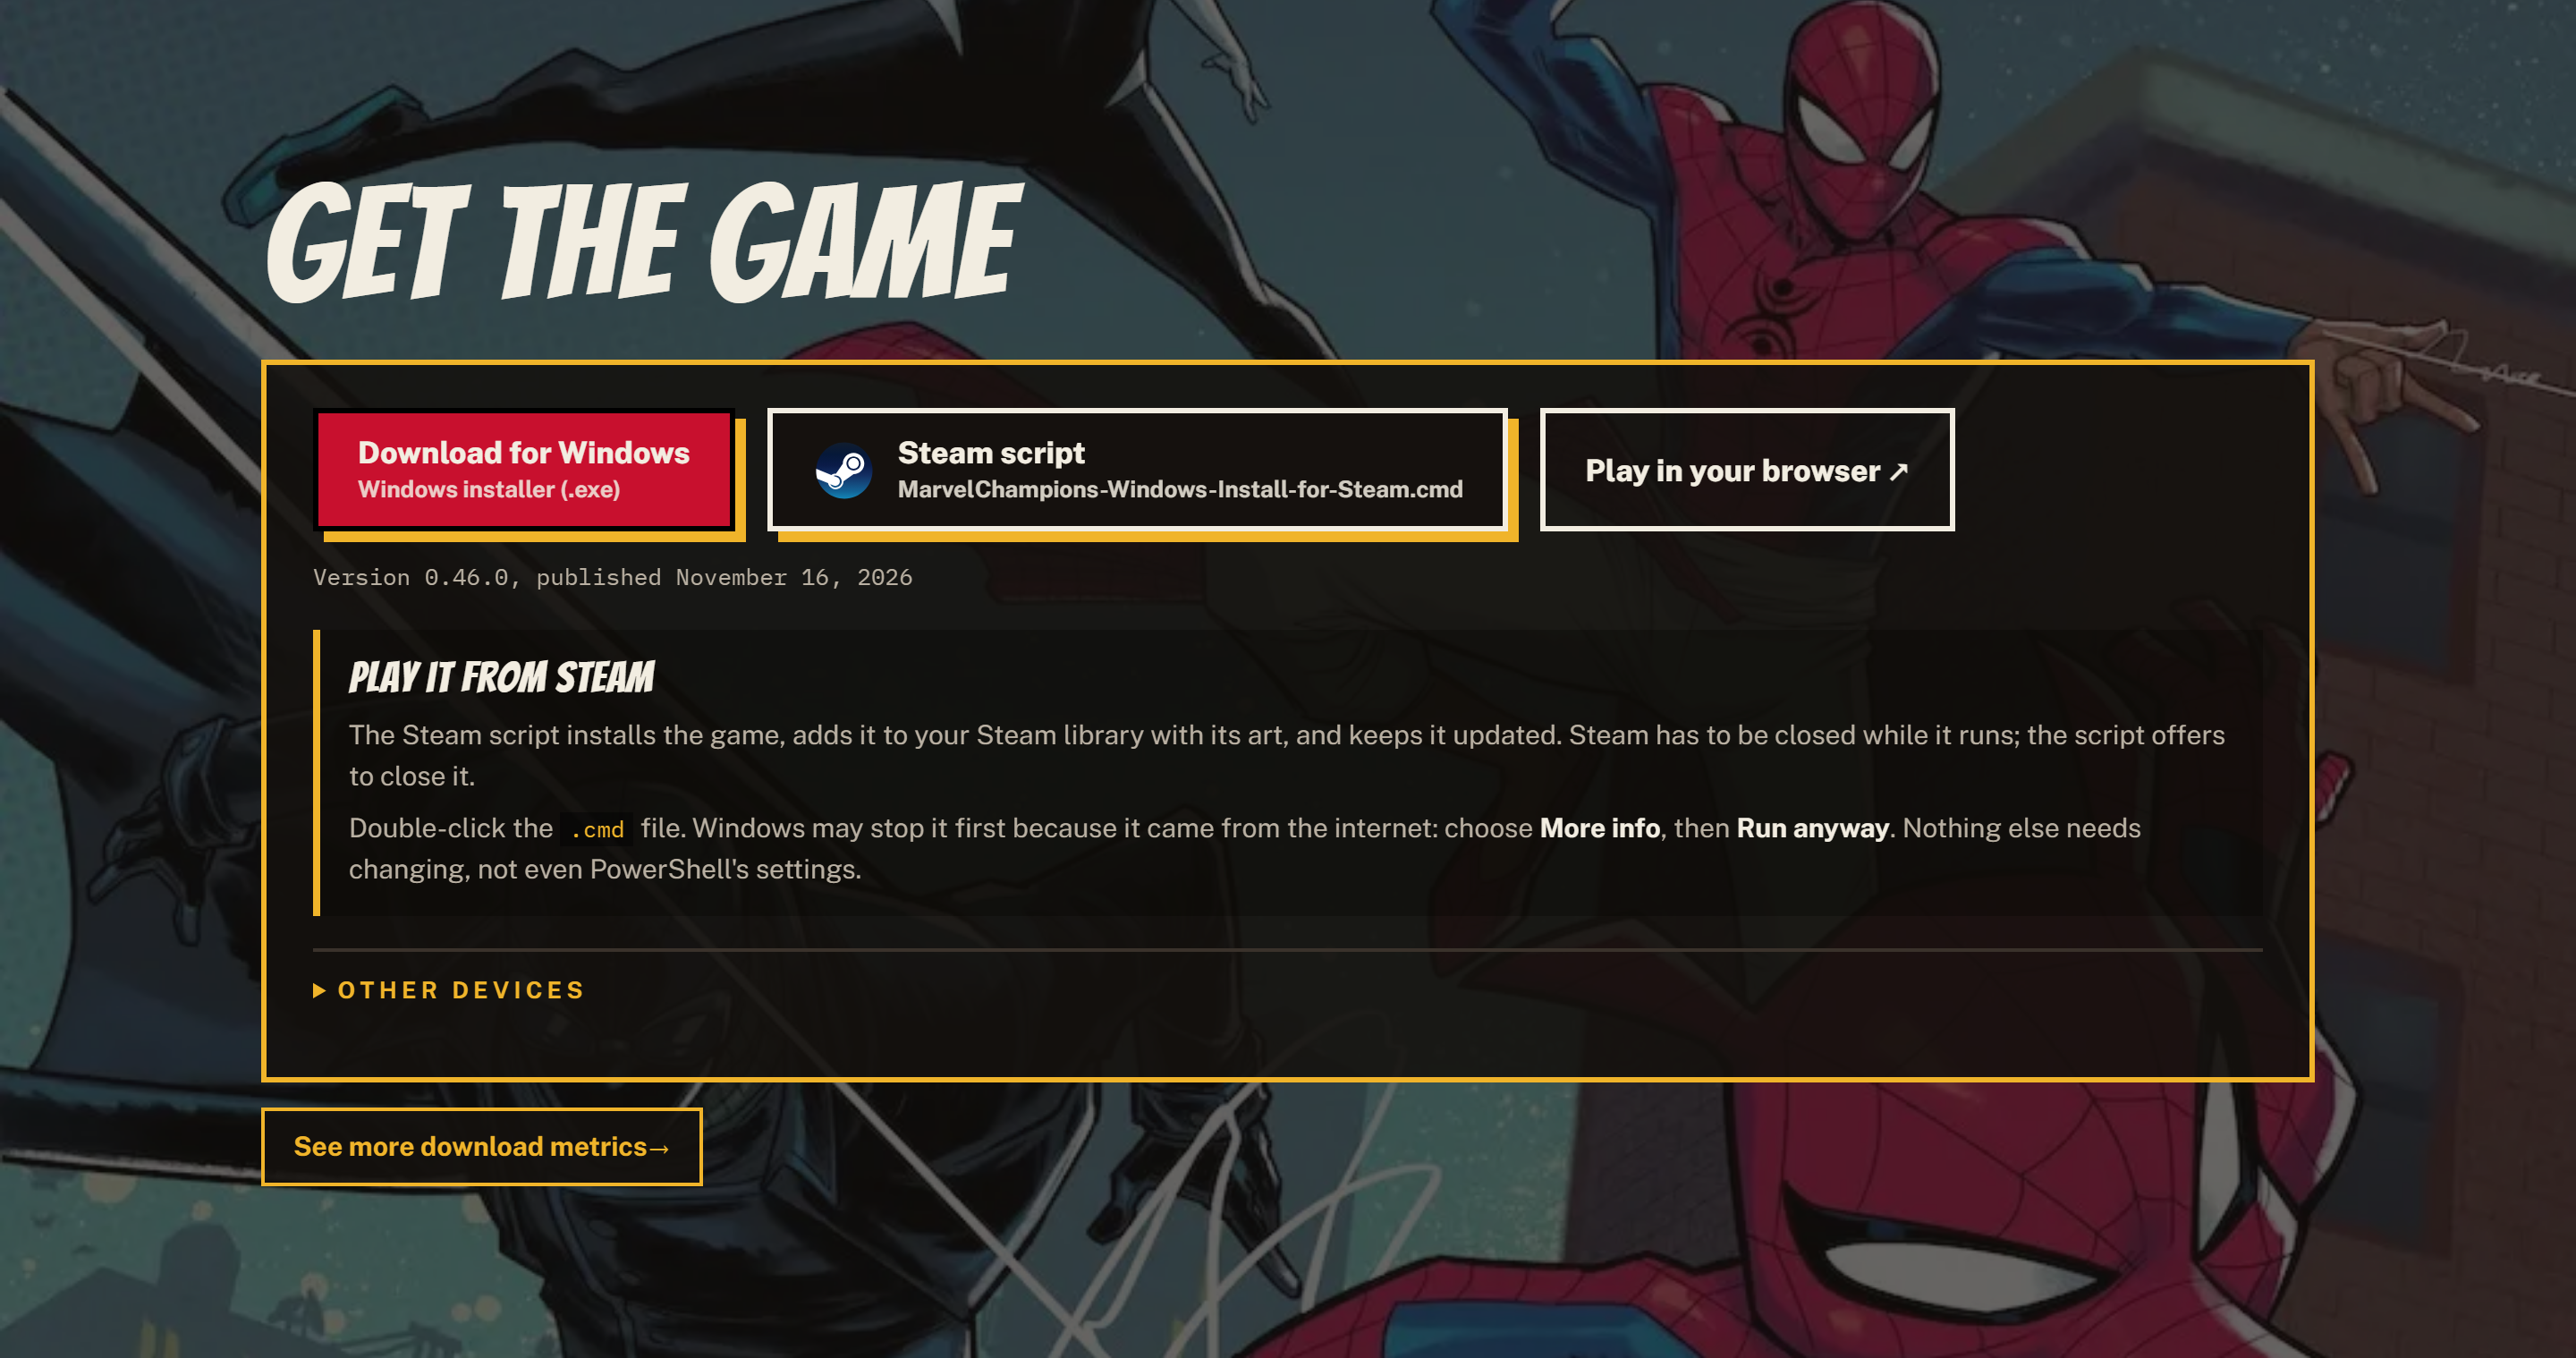 GET THE GAME
Download for Windows
Windows installer (.exe)
Steam script
MarvelChampions-Windows-Install-for-Steam.cmd
Play in your browser ↗
Version 0.46.0, published November 16, 2026
PLAY IT FROM STEAM
The Steam script installs the game, adds it to your Steam library with its art, and keeps it updated. Steam has to be closed while it runs; the script offers
to close it.
Double-click the .cmd file. Windows may stop it first because it came from the internet: choose More info, then Run anyway. Nothing else needs
changing, not even PowerShell's settings.
▶ OTHER DEVICES
See more download metrics→